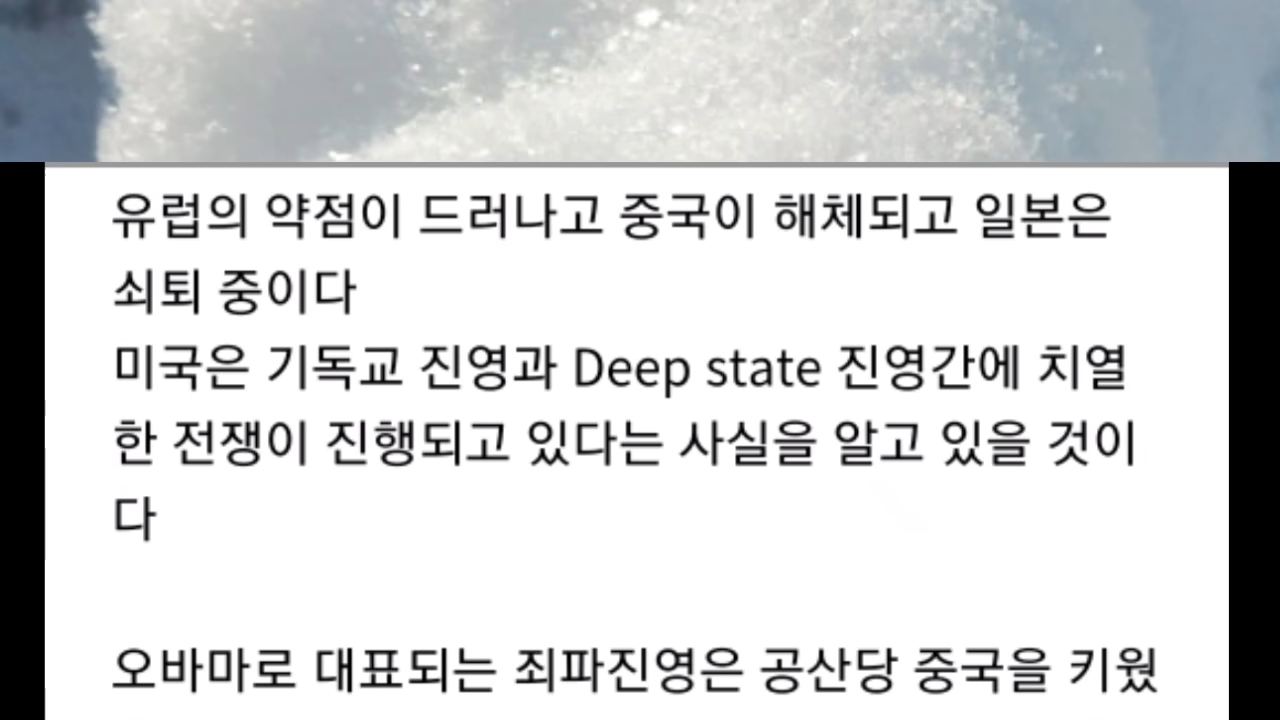 유럽의 약점이 드러나고 중국이 해체되고 일본은
쇠퇴 중이다
미국은 기독교 진영과 Deep state 진영간에 치열
한 전쟁이 진행되고 있다는 사실을 알고 있을 것이
다
오바마로 대표되는 죄파진영은 공산당 중국을 키웠